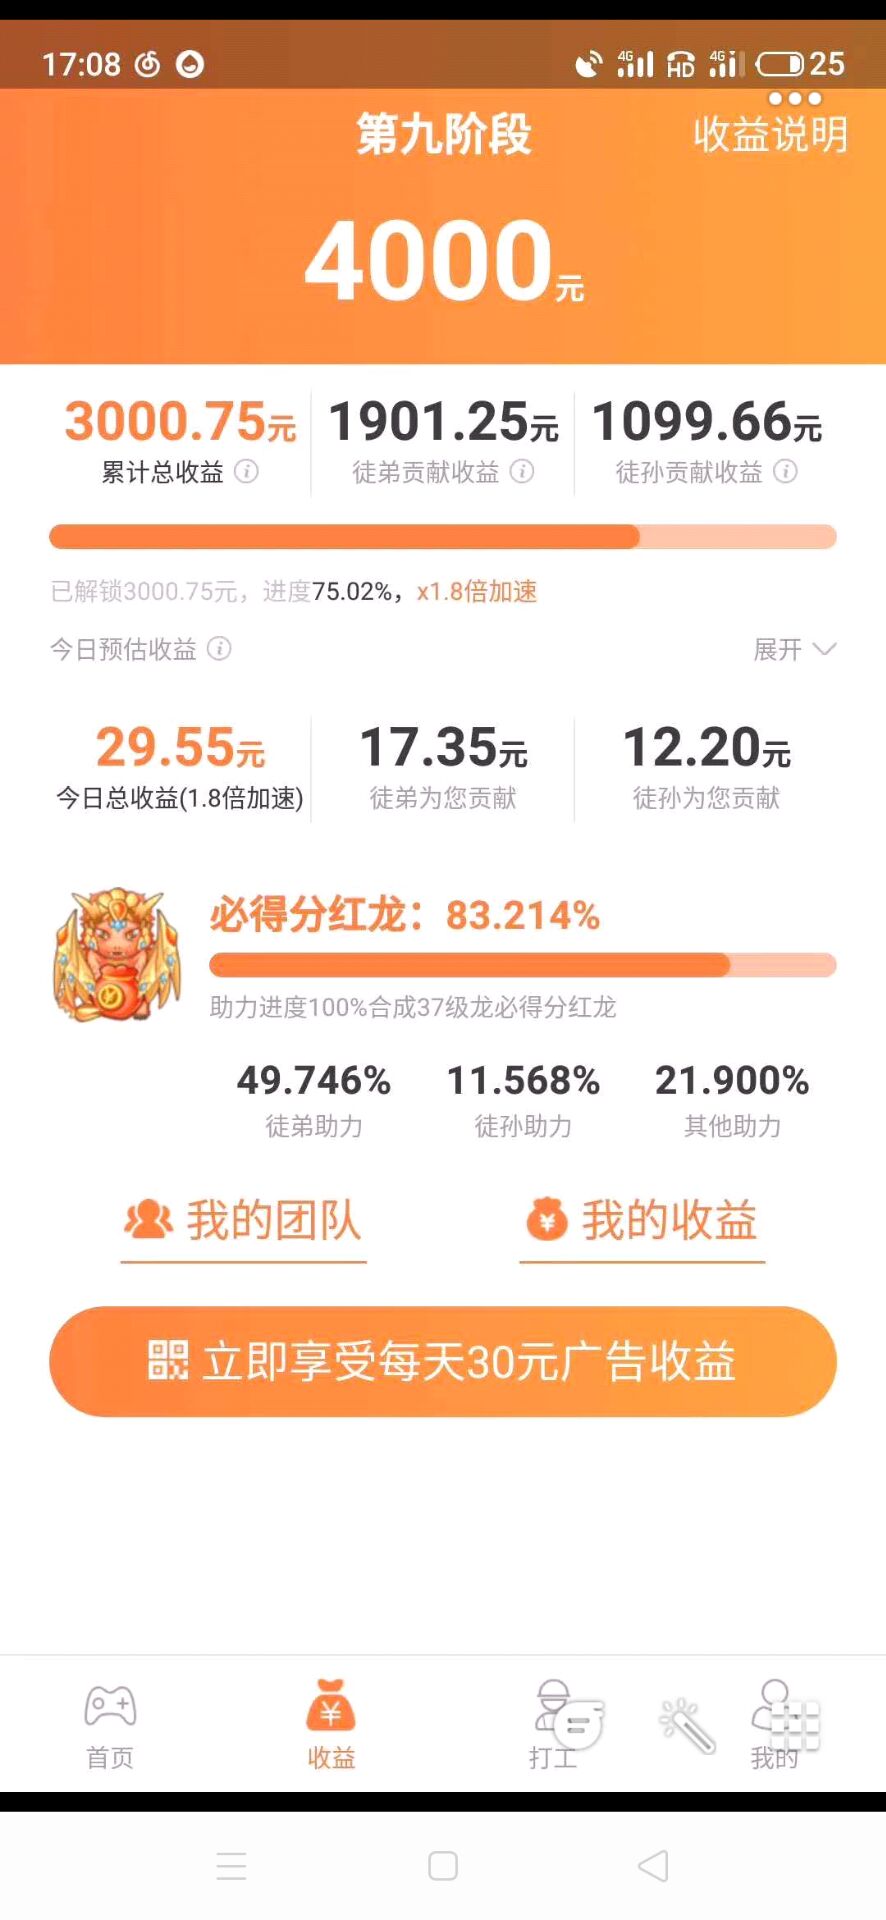 17:08
4G HD 4G 25
第九阶段
收益说明
4000元
3000.75元 1901.25元 1099.66元
累计总收益 徒弟贡献收益 徒孙贡献收益
已解锁3000.75元，进度75.02%，x1.8倍加速
今日预估收益 展开
29.55元 17.35元 12.20元
今日总收益(1.8倍加速) 徒弟为您贡献 徒孙为您贡献
必得分红龙：83.214%
助力进度100%合成37级龙必得分红龙
49.746% 11.568% 21.900%
徒弟助力 徒孙助力 其他助力
我的团队 我的收益
立即享受每天30元广告收益
首页 收益 打工 我的